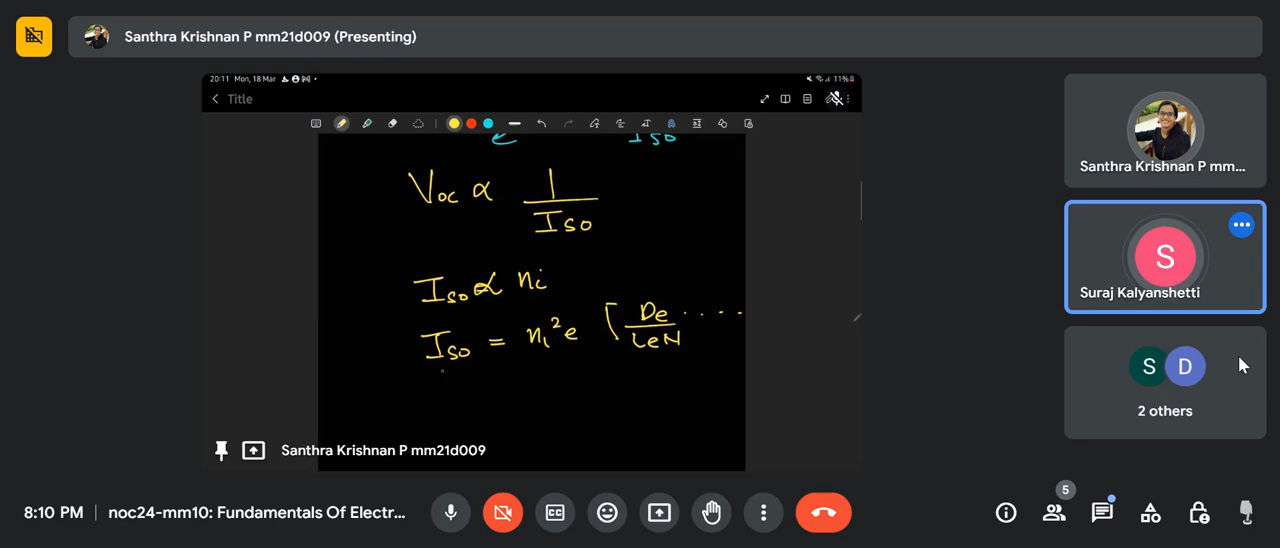 Santhra Krishnan P mm21d009 (Presenting)
20:11 Mon, 18 Mar
11%
Title
Iso
Voc ∝ 1/Iso
Iso ∝ ni
Iso = ni²e [De/LeN ....
Santhra Krishnan P mm21d009
Santhra Krishnan P mm...
S
Suraj Kalyanshetti
S D
2 others
5
8:10 PM | noc24-mm10: Fundamentals Of Electr...